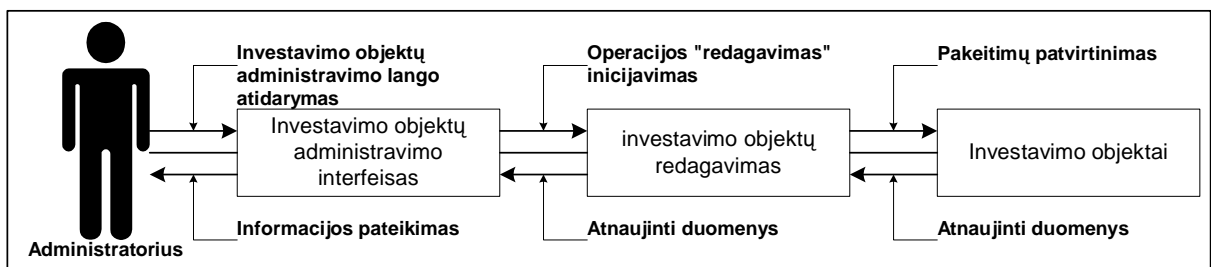 Investavimo objektų
administravimo lango
atidarymas
Operacijos "redagavimas"
inicijavimas
Pakeitimų patvirtinimas
Investavimo objektų
administravimo
interfeisas
investavimo objektų
redagavimas
Investavimo objektai
Informacijos pateikimas
Atnaujinti duomenys
Atnaujinti duomenys
Administratorius